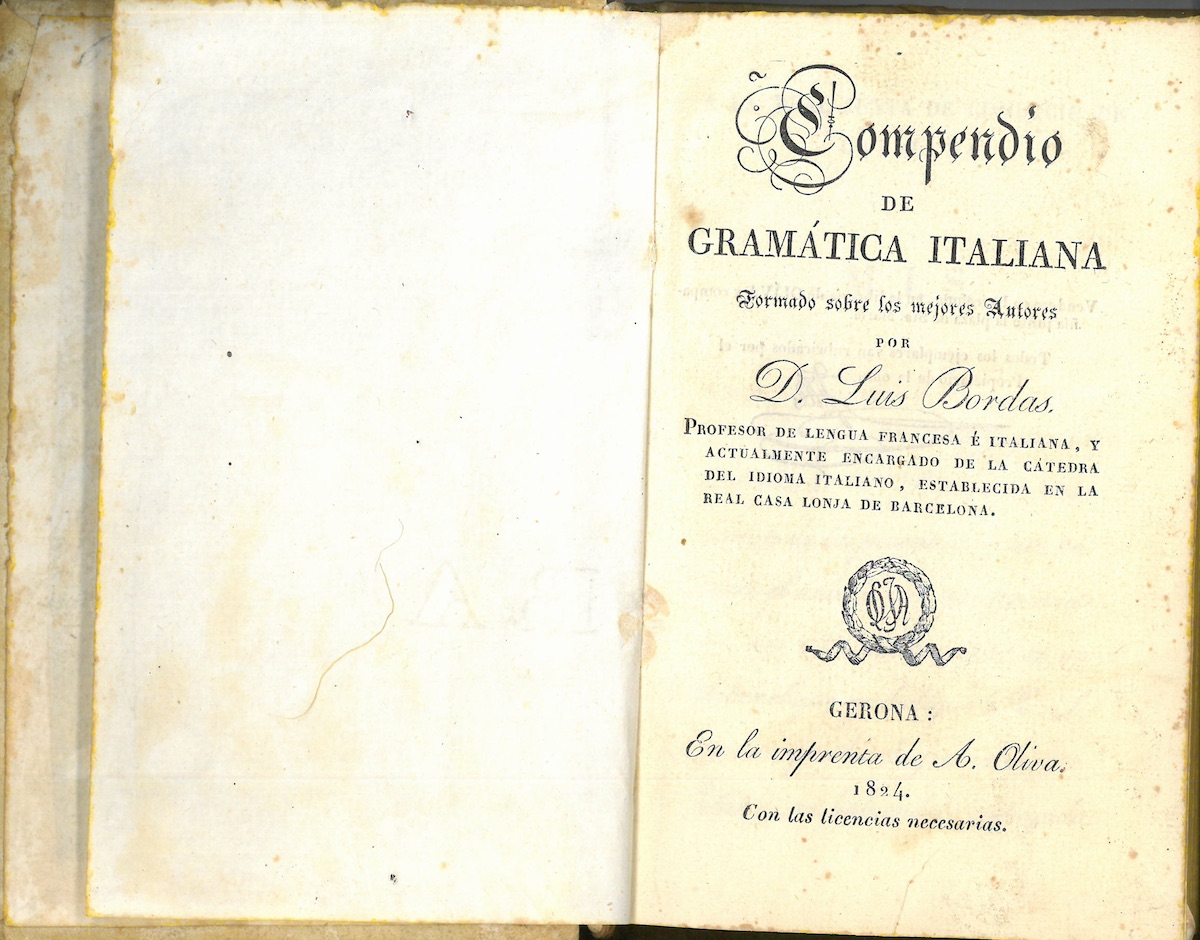 Compendio
DE
GRAMÁTICA ITALIANA
Formado sobre los mejores Autores
POR
D. Luis Bordas.
PROFESOR DE LENGUA FRANCESA É ITALIANA, Y
ACTUALMENTE ENCARGADO DE LA CÁTEDRA
DEL IDIOMA ITALIANO, ESTABLECIDA EN LA
REAL CASA LONJA DE BARCELONA.
GERONA:
En la imprenta de A. Oliva.
1824.
Con las licencias necesarias.